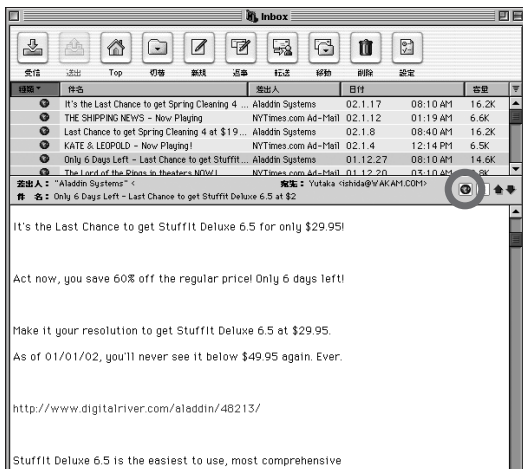 Inbox
受信 送出 Top 切替 新規 返事 転送 移動 削除 設定
種類 件名 差出人 日付 容量
It's the Last Chance to get Spring Cleaning 4 ... Aladdin Systems 02.1.17 08:10 AM 16.2K
THE SHIPPING NEWS - Now Playing NYTimes.com Ad-Mail 02.1.12 01:19 AM 6.6K
Last Chance to get Spring Cleaning 4 at $19... Aladdin Systems 02.1.8 08:40 AM 16.2K
KATE & LEOPOLD - Now Playing! NYTimes.com Ad-Mail 02.1.4 12:14 PM 6.5K
Only 6 Days Left - Last Chance to get Stuffit... Aladdin Systems 01.12.27 08:10 AM 14.6K
The Lord of the Rings in theaters NOW! NYTimes.com Ad-Mail 01.12.20 03:10 AM
差出人： "Aladdin Systems" < 宛先： Yutaka <ishida@WAKAM.COM>
件 名： Only 6 Days Left - Last Chance to get Stuffit Deluxe 6.5 at $2
It's the Last Chance to get StuffIt Deluxe 6.5 for only $29.95!
Act now, you save 60% off the regular price! Only 6 days left!
Make it your resolution to get StuffIt Deluxe 6.5 at $29.95.
As of 01/01/02, you'll never see it below $49.95 again. Ever.
http://www.digitalriver.com/aladdin/48213/
StuffIt Deluxe 6.5 is the easiest to use, most comprehensive